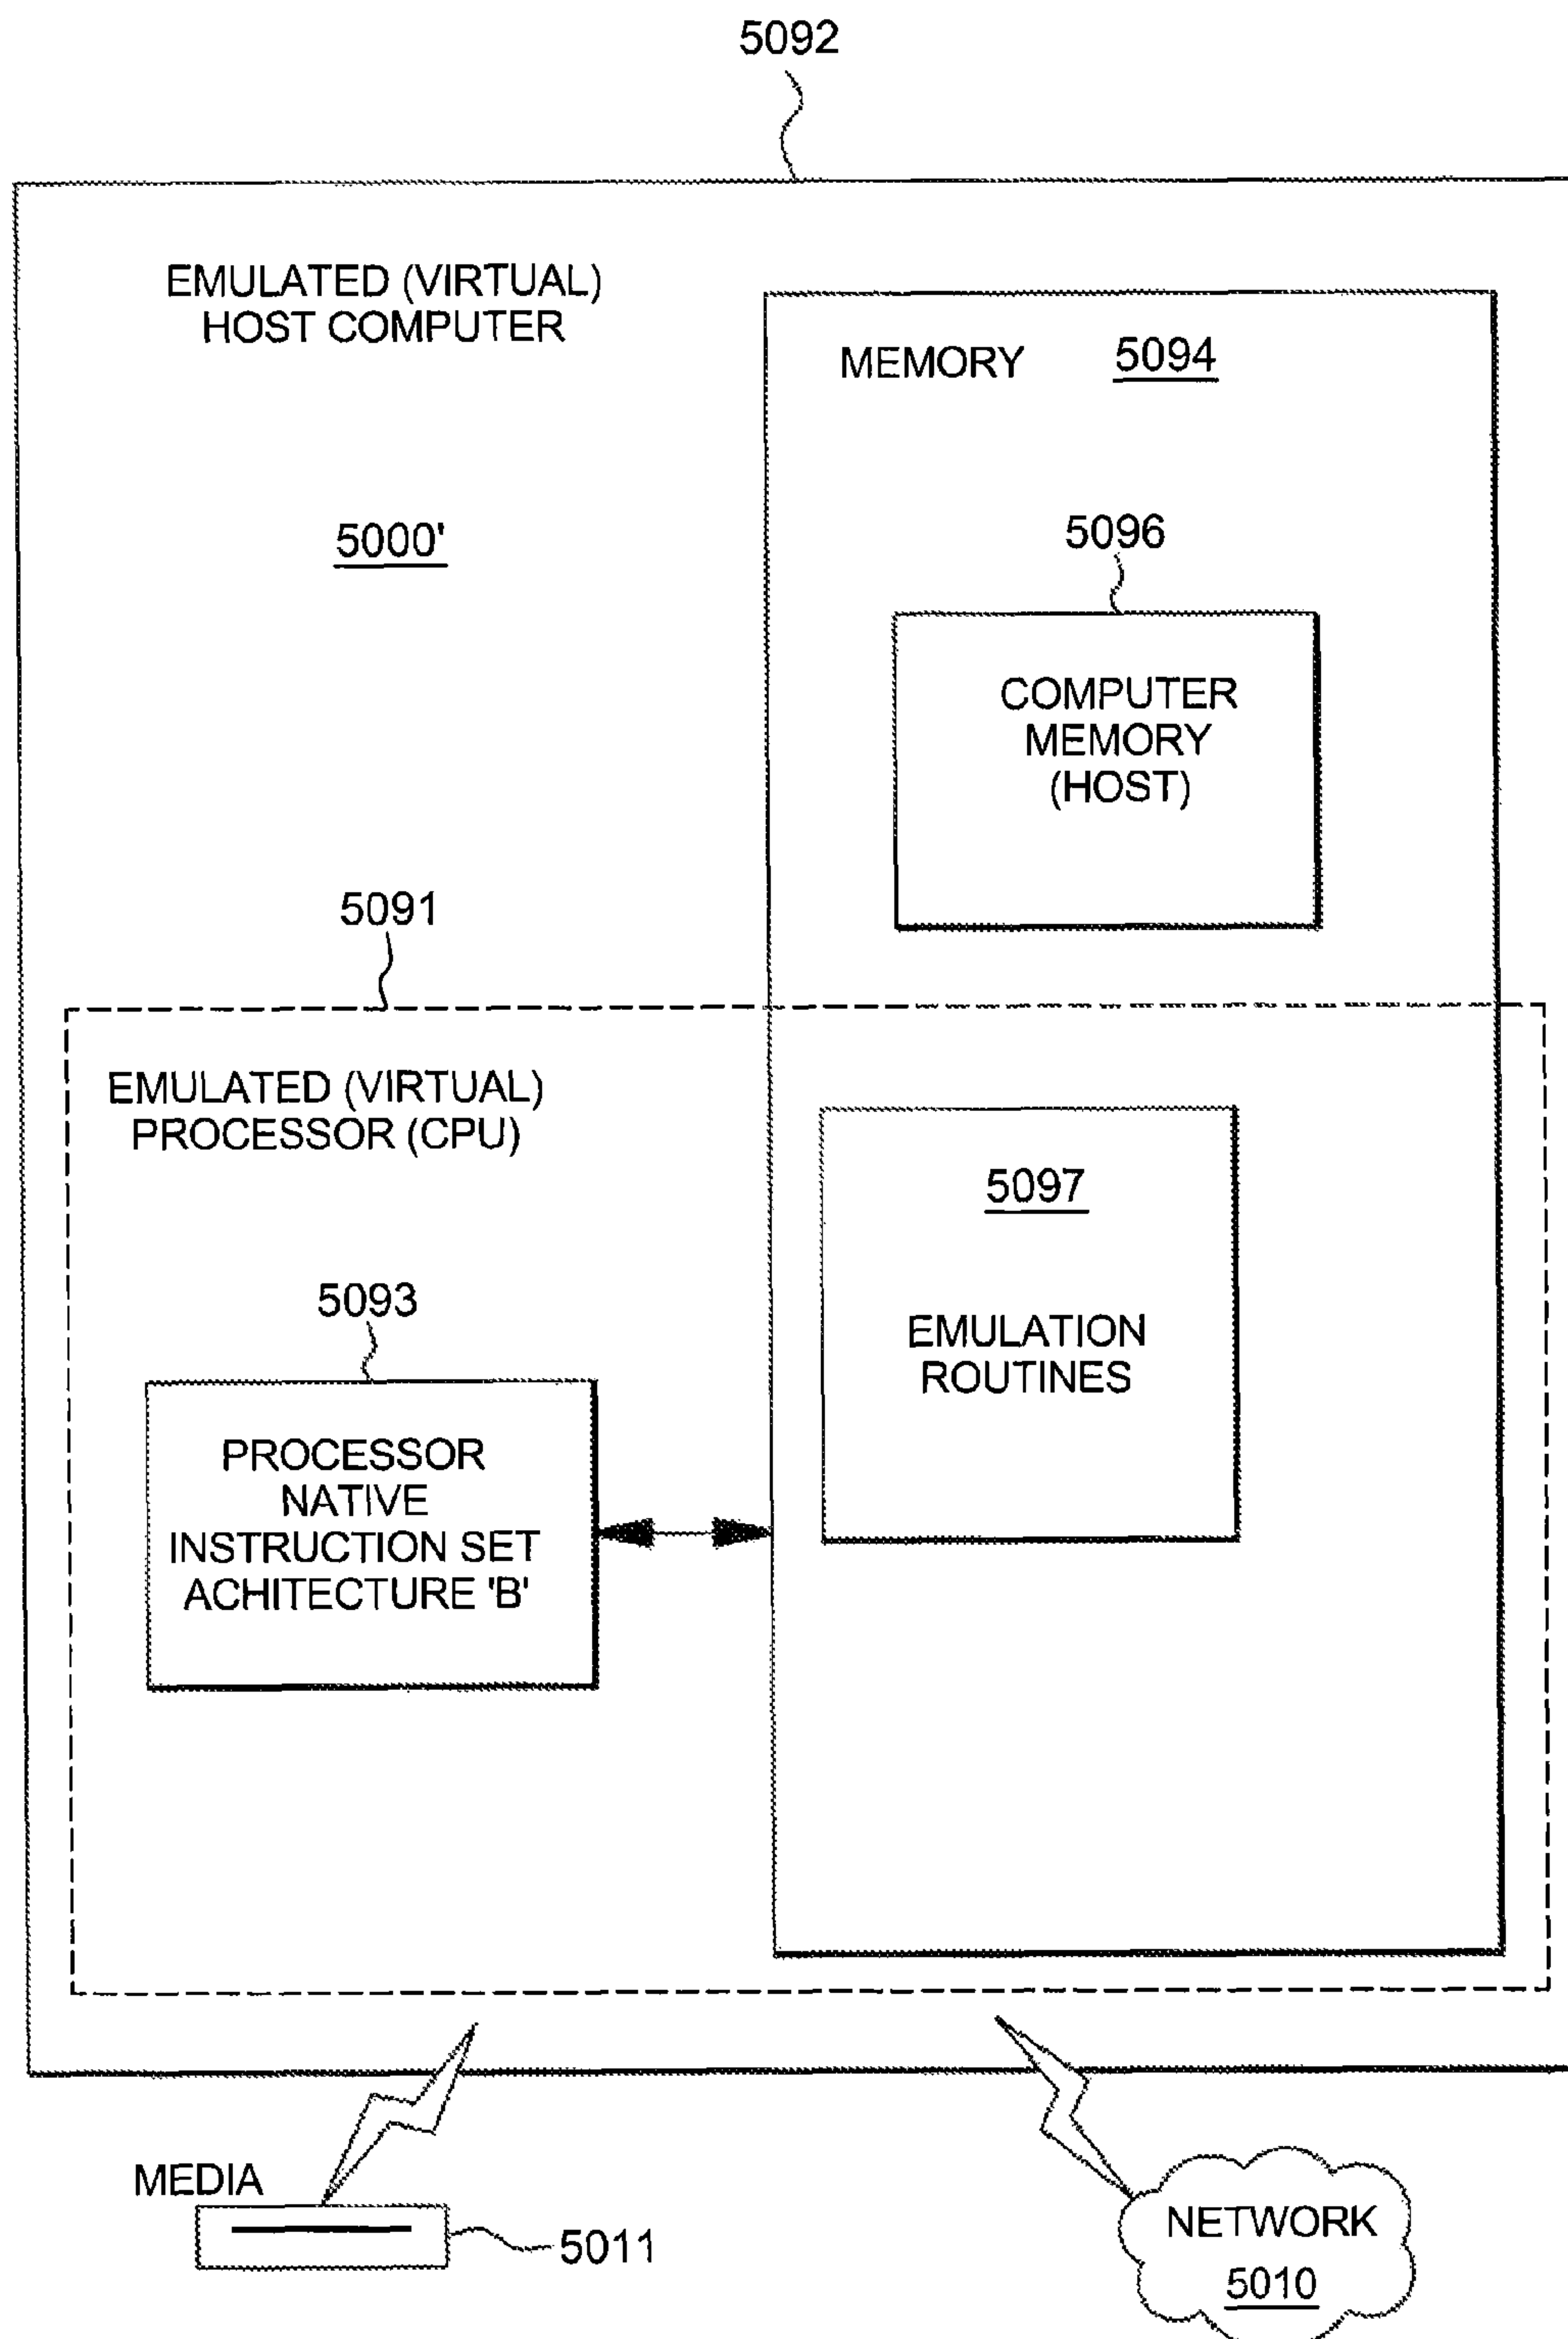 5092
EMULATED (VIRTUAL)
HOST COMPUTER
5000'
MEMORY 5094
5096
COMPUTER
MEMORY
(HOST)
5091
EMULATED (VIRTUAL)
PROCESSOR (CPU)
5097
EMULATION
ROUTINES
5093
PROCESSOR
NATIVE
INSTRUCTION SET
ACHITECTURE 'B'
MEDIA
5011
NETWORK
5010